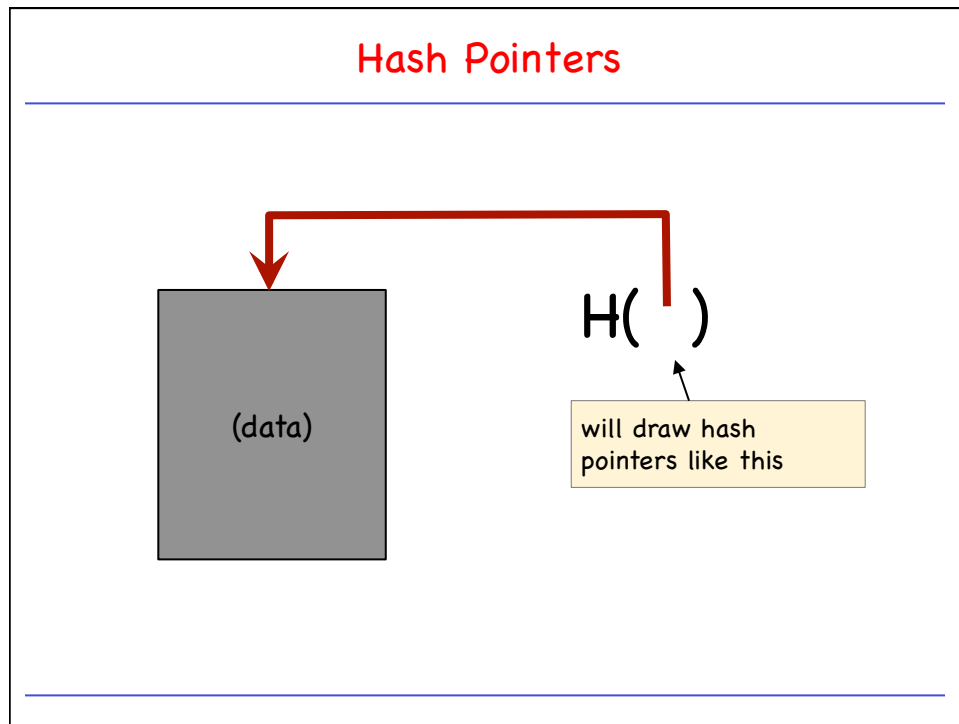 Hash Pointers
H( )
(data)
will draw hash
pointers like this